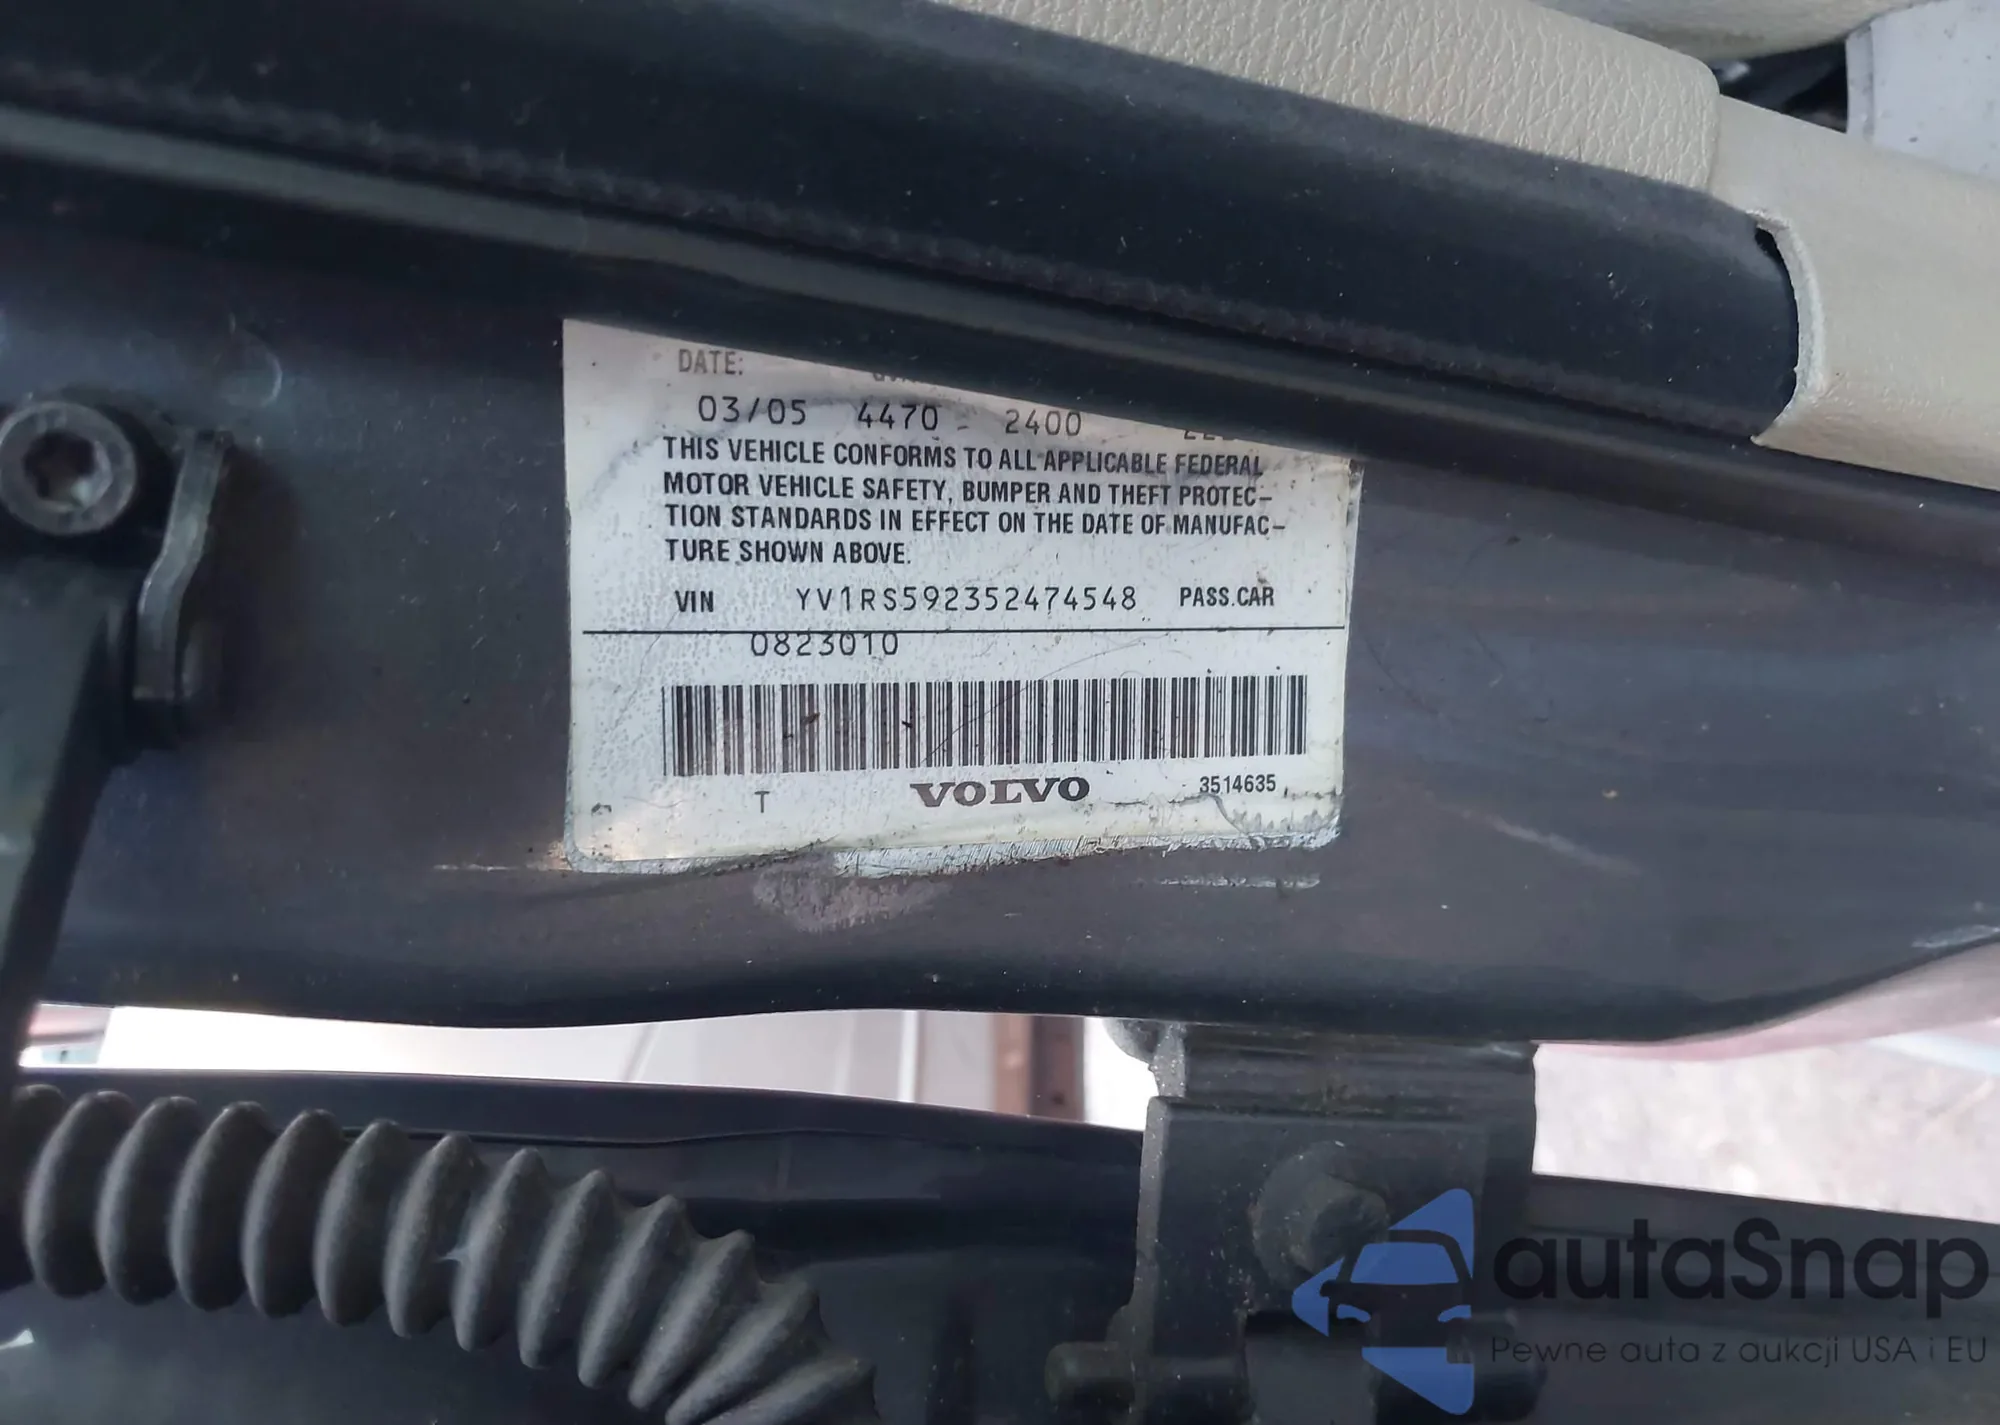 DATE:
03/05 4470 2400
THIS VEHICLE CONFORMS TO ALL APPLICABLE FEDERAL
MOTOR VEHICLE SAFETY, BUMPER AND THEFT PROTEC-
TION STANDARDS IN EFFECT ON THE DATE OF MANUFAC-
TURE SHOWN ABOVE.
VIN YV1RS592352474548 PASS.CAR
0823010
T VOLVO 3514635
autaSnap
Pewne auta z aukcji USA i EU